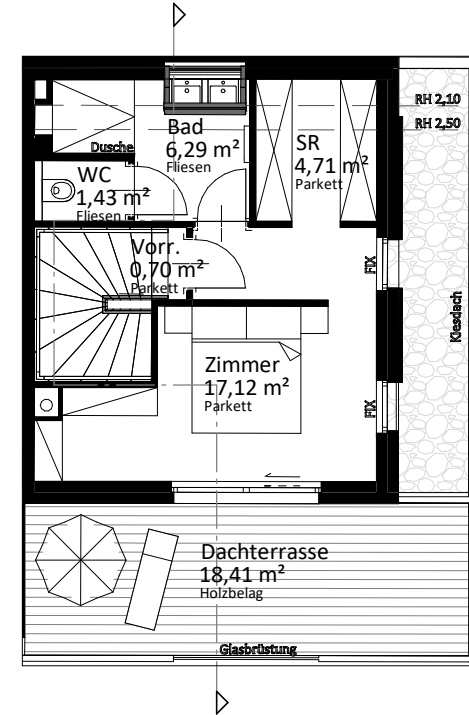 RH 2,10
RH 2,50
Bad
6,29 m²
Fliesen
Dusche
SR
4,71 m²
Parkett
WC
1,43 m²
Fliesen
Vorr.
0,70 m²
Parkett
FIX
Kiesdach
Zimmer
17,12 m²
Parkett
FIX
Dachterrasse
18,41 m²
Holzbelag
Glasbrüstung